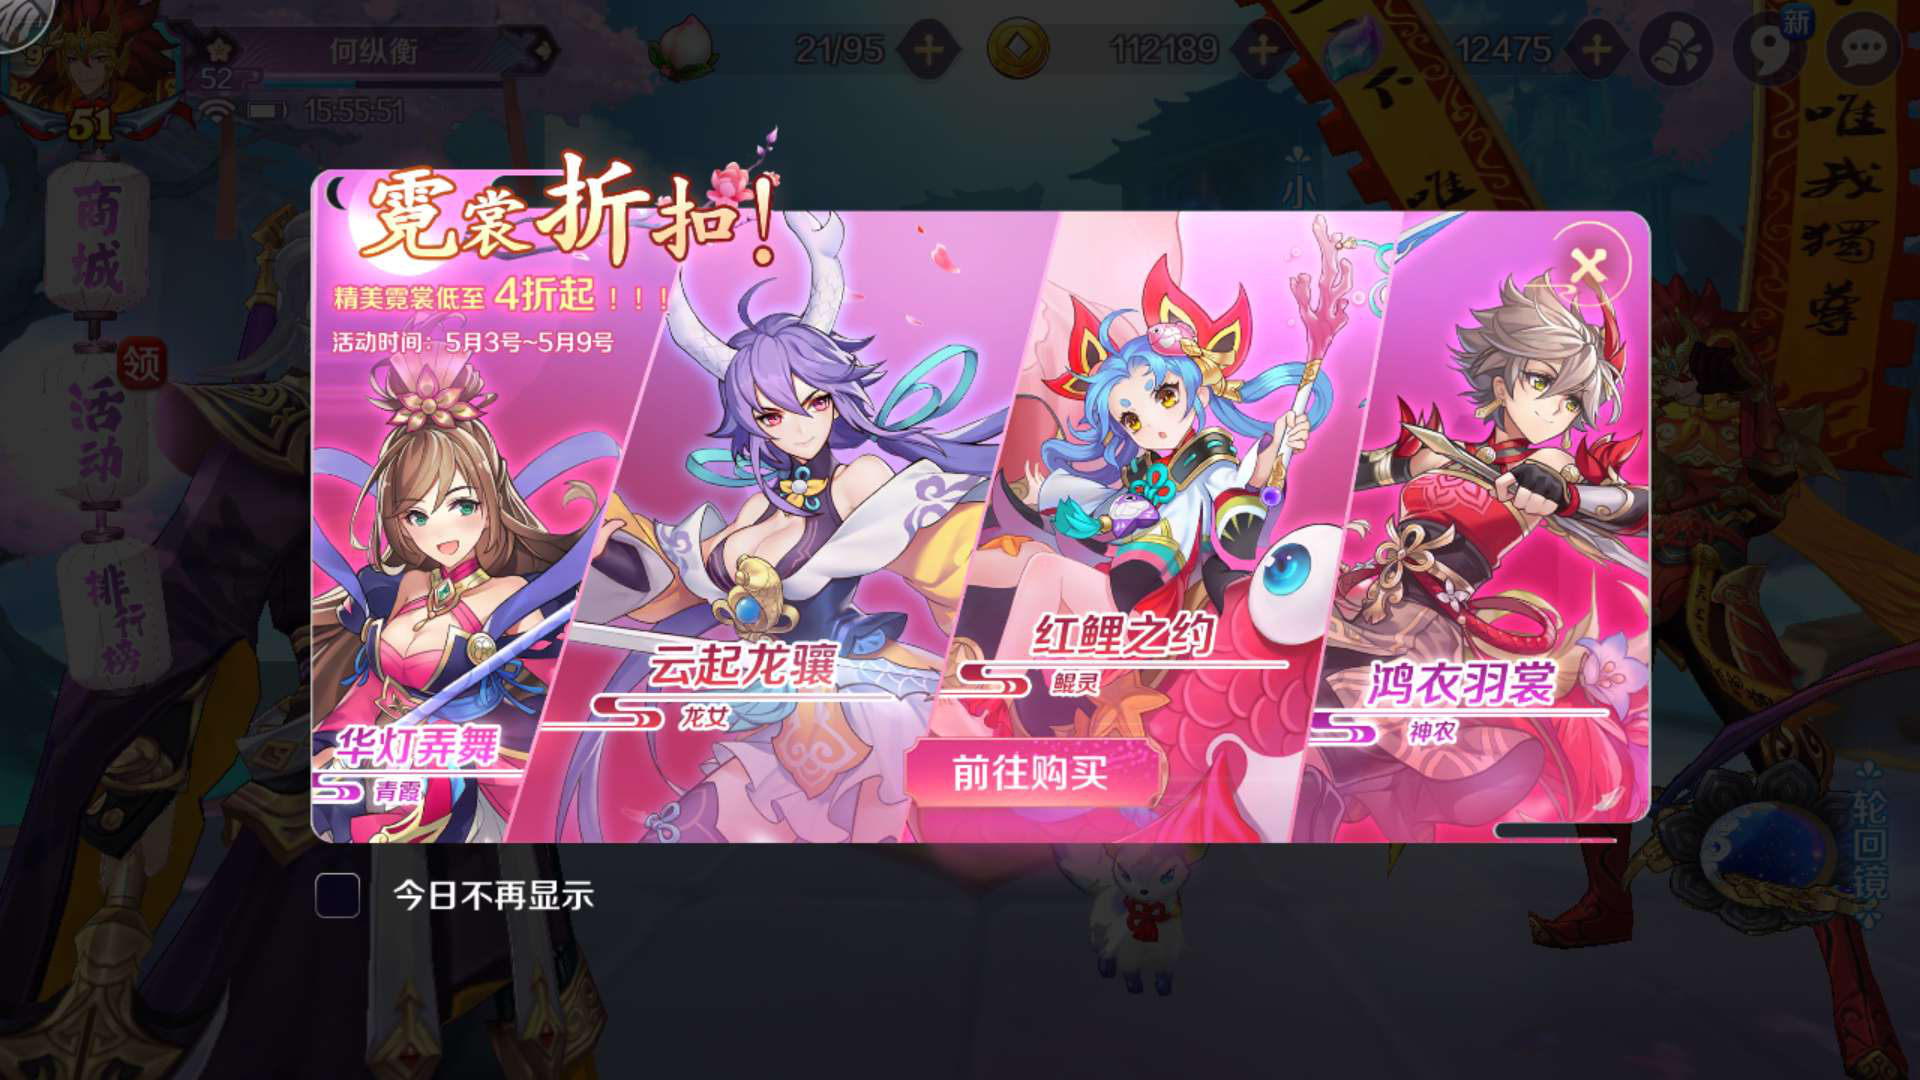 何纵衡
52
21/95
112189
12475
新
15:55:51
51
商城
领
活动
排行榜
小
唯
唯我獨尊
轮回镜
霓裳折扣！
精美霓裳低至4折起！！！
活动时间：5月3号~5月9号
华灯弄舞
青霞
云起龙骧
龙女
红鲤之约
鲲灵
鸿衣羽裳
神农
前往购买
今日不再显示